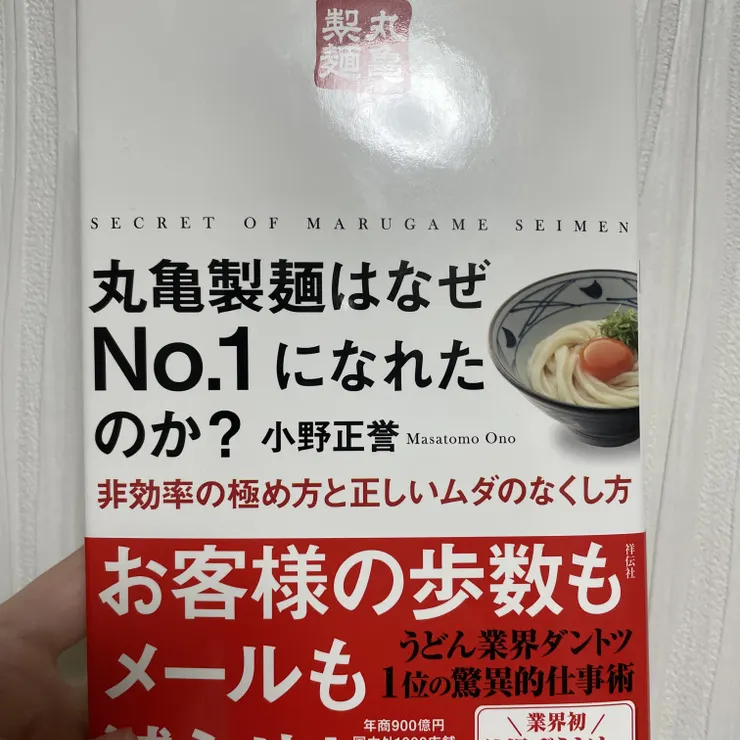 丸亀
製麺
SECRET OF MARUGAME SEIMEN
丸亀製麺はなぜ
No.1になれた
のか?
小野正誉 Masatomo Ono
非効率の極め方と正しいムダのなくし方
祥伝社
お客様の歩数も
メールも
うどん業界ダントツ
1位の驚異的仕事術
年商900億円
業界初